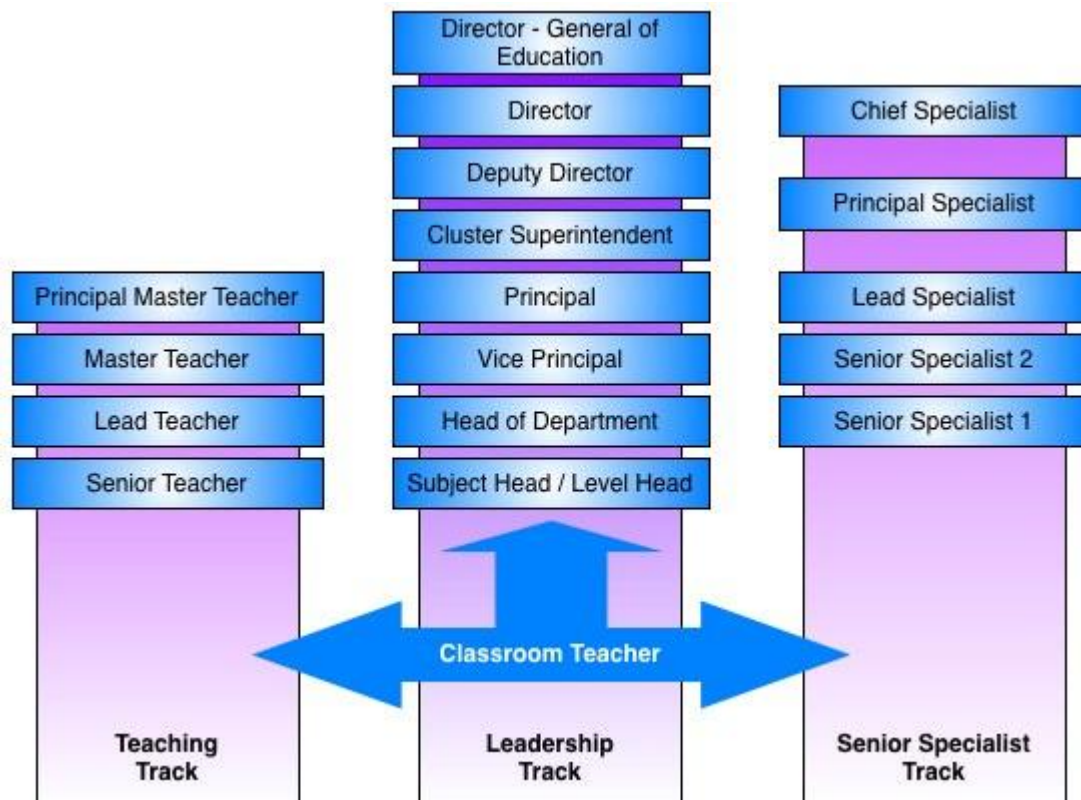 Director - General of
Education
Director
Chief Specialist
Deputy Director
Principal Specialist
Cluster Superintendent
Principal Master Teacher
Principal
Lead Specialist
Master Teacher
Vice Principal
Senior Specialist 2
Lead Teacher
Head of Department
Senior Specialist 1
Senior Teacher
Subject Head / Level Head
Classroom Teacher
Teaching
Track
Leadership
Track
Senior Specialist
Track